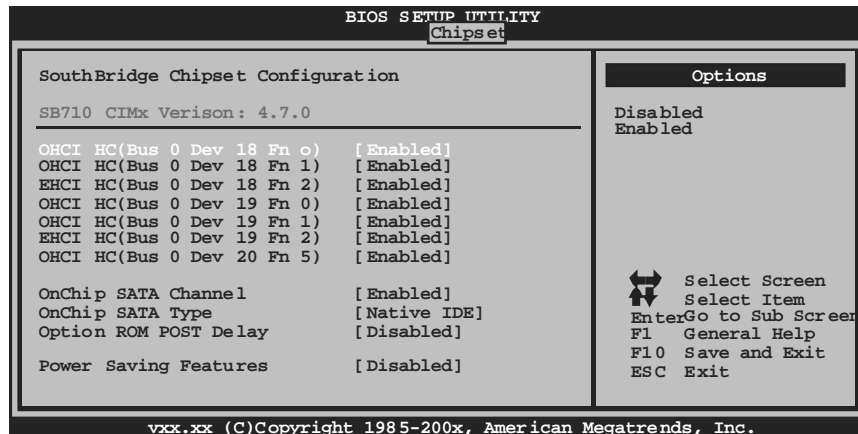 BIOS SETUP UTILITY
Chipset
SouthBridge Chipset Configuration
SB710 CIMx Verison: 4.7.0
OHCI HC(Bus 0 Dev 18 Fn o) [Enabled]
OHCI HC(Bus 0 Dev 18 Fn 1) [Enabled]
EHCI HC(Bus 0 Dev 18 Fn 2) [Enabled]
OHCI HC(Bus 0 Dev 19 Fn 0) [Enabled]
OHCI HC(Bus 0 Dev 19 Fn 1) [Enabled]
EHCI HC(Bus 0 Dev 19 Fn 2) [Enabled]
OHCI HC(Bus 0 Dev 20 Fn 5) [Enabled]
OnChip SATA Channel [Enabled]
OnChip SATA Type [Native IDE]
Option ROM POST Delay [Disabled]
Power Saving Features [Disabled]
Options
Disabled
Enabled
Select Screen
Select Item
Enter Go to Sub Screen
F1 General Help
F10 Save and Exit
ESC Exit
vxx.xx (C)Copyright 1985-200x, American Megatrends, Inc.